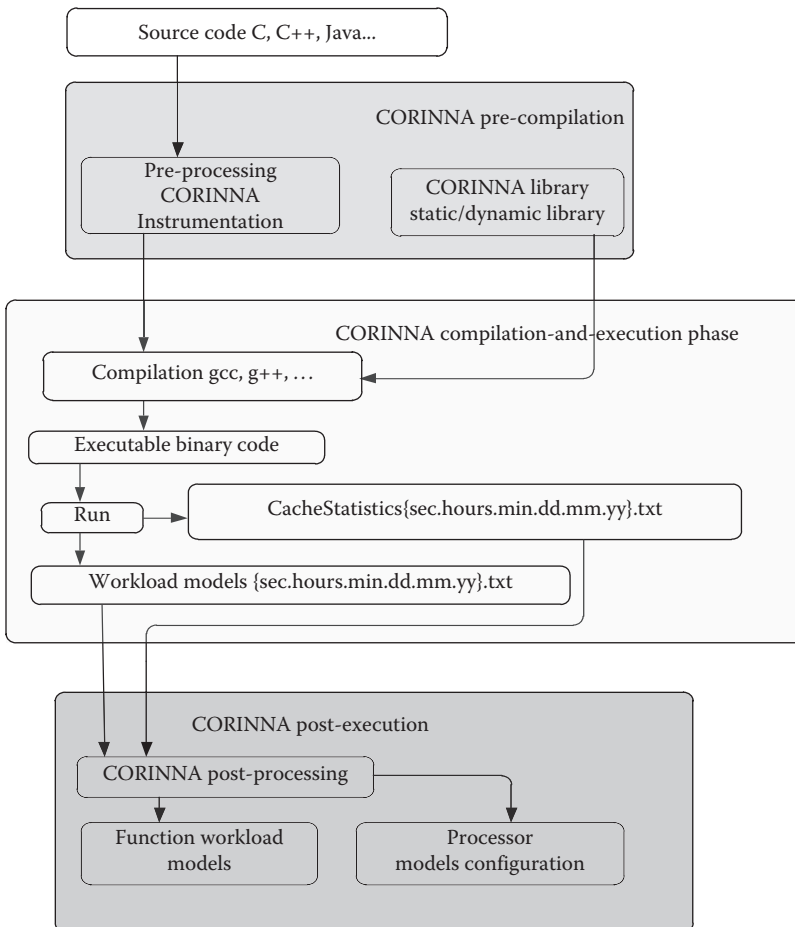 Source code C, C++, Java...
CORINNA pre-compilation
Pre-processing
CORINNA
Instrumentation
CORINNA library
static/dynamic library
CORINNA compilation-and-execution phase
Compilation gcc, g++, …
Executable binary code
Run
CacheStatistics{sec.hours.min.dd.mm.yy}.txt
Workload models {sec.hours.min.dd.mm.yy}.txt
CORINNA post-execution
CORINNA post-processing
Function workload
models
Processor
models configuration